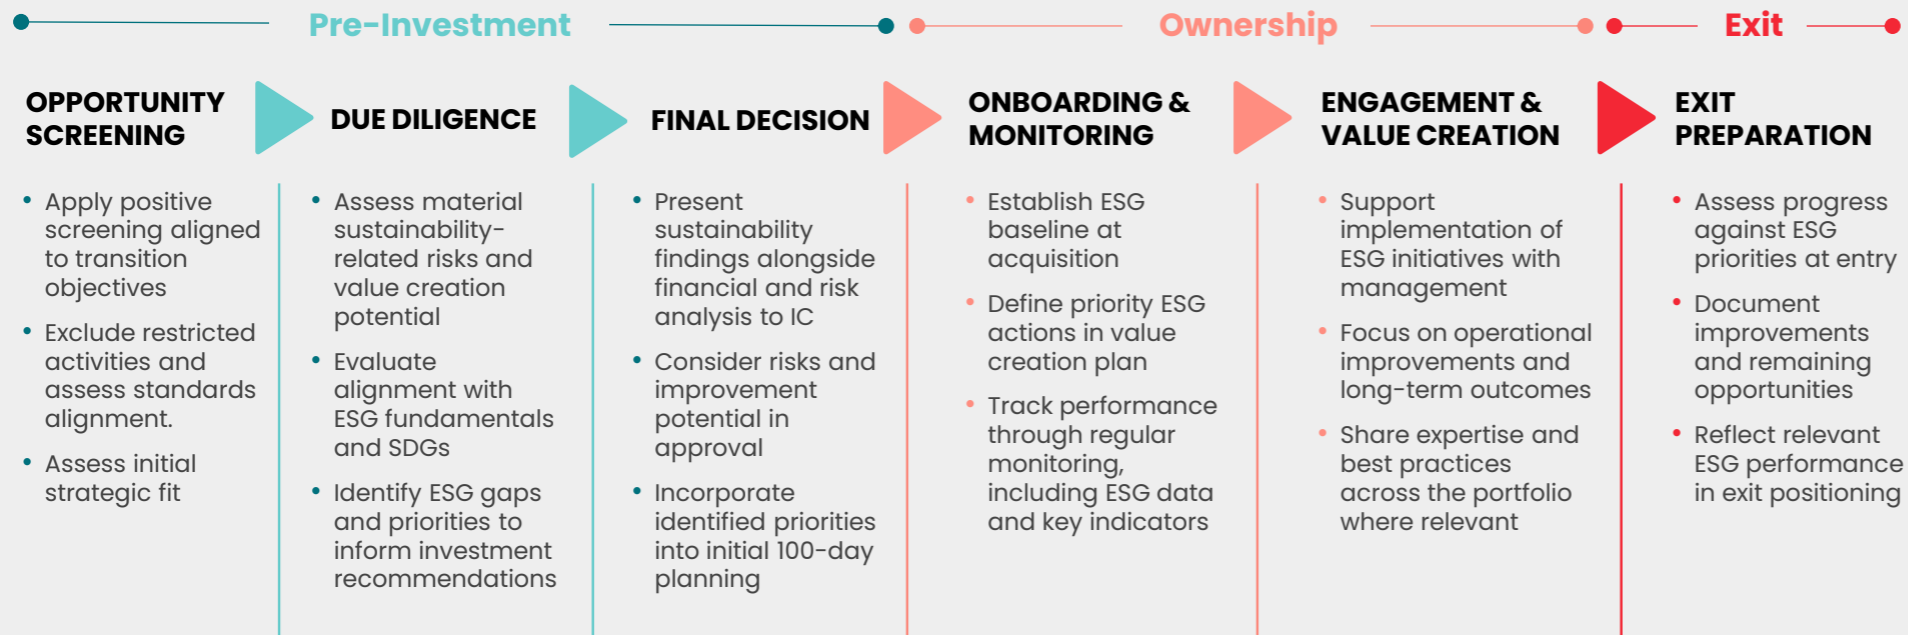 Pre-Investment
Ownership
Exit
OPPORTUNITY
SCREENING
• Apply positive
screening aligned
to transition
objectives
• Exclude restricted
activities and
assess standards
alignment.
• Assess initial
strategic fit
DUE DILIGENCE
• Assess material
sustainability-
related risks and
value creation
potential
• Evaluate
alignment with
ESG fundamentals
and SDGs
• Identify ESG gaps
and priorities to
inform investment
recommendations
FINAL DECISION
• Present
sustainability
findings alongside
financial and risk
analysis to IC
• Consider risks and
improvement
potential in
approval
• Incorporate
identified priorities
into initial 100-day
planning
ONBOARDING &
MONITORING
• Establish ESG
baseline at
acquisition
• Define priority ESG
actions in value
creation plan
• Track performance
through regular
monitoring,
including ESG data
and key indicators
ENGAGEMENT &
VALUE CREATION
• Support
implementation of
ESG initiatives with
management
• Focus on operational
improvements and
long-term outcomes
• Share expertise and
best practices
across the portfolio
where relevant
EXIT
PREPARATION
• Assess progress
against ESG
priorities at entry
• Document
improvements
and remaining
opportunities
• Reflect relevant
ESG performance
in exit positioning